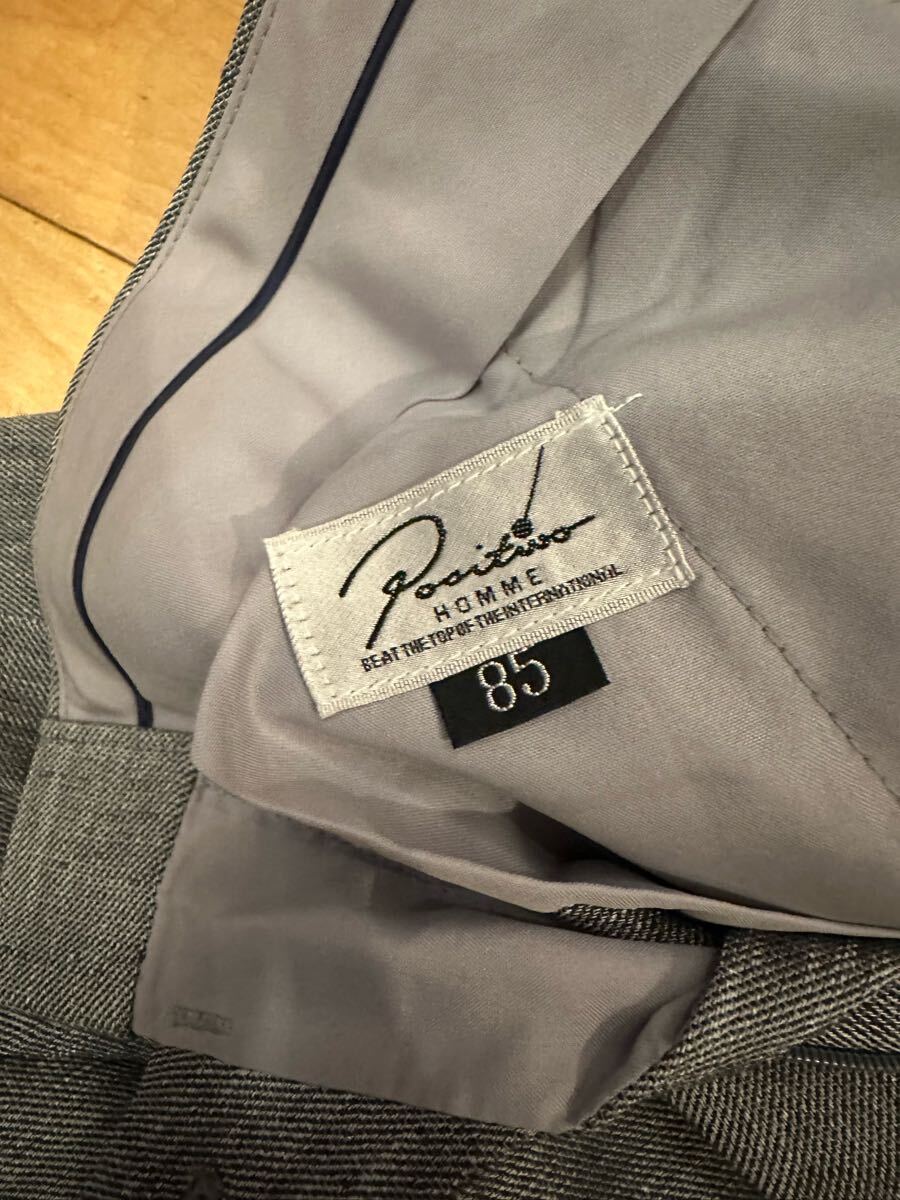 Positivo
HOMME
BEAT THE TOP OF THE INTERNATIONAL
85